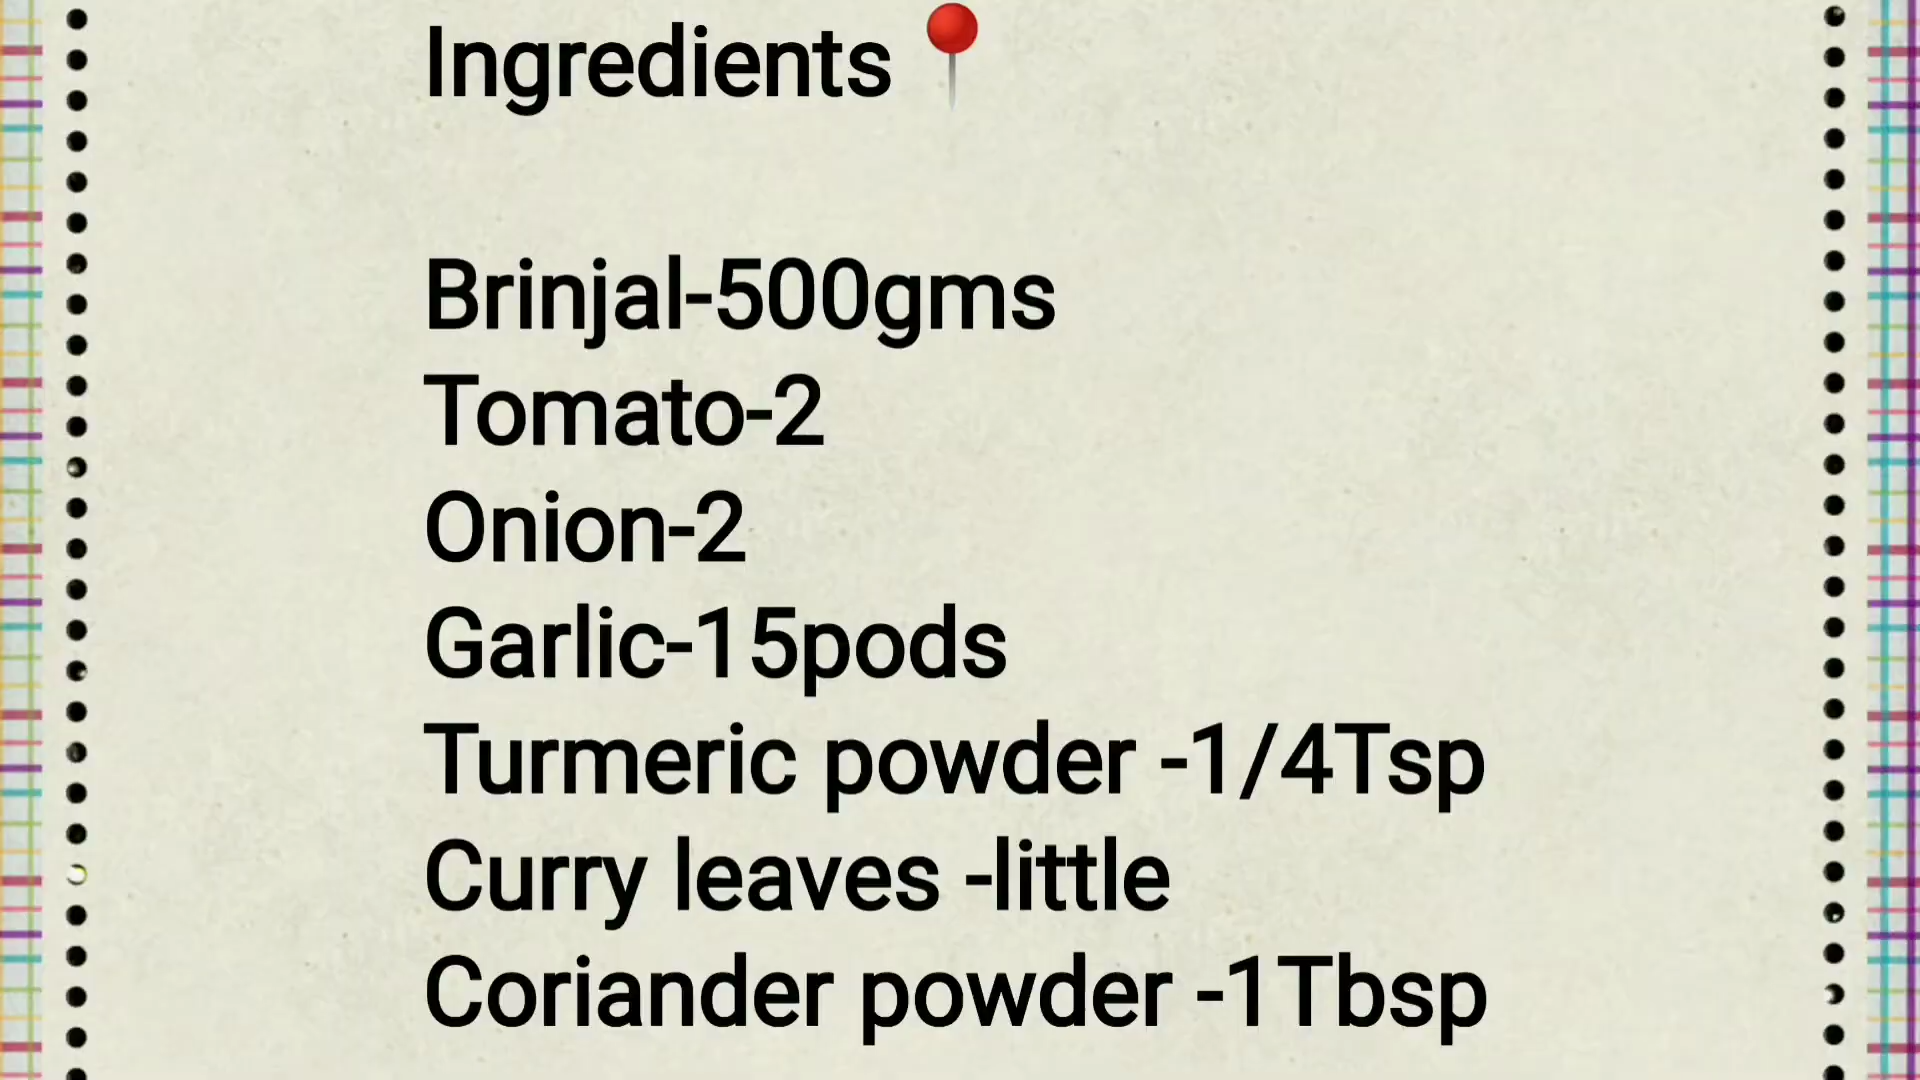 Ingredients 📍
Brinjal-500gms
Tomato-2
Onion-2
Garlic-15pods
Turmeric powder -1/4Tsp
Curry leaves -little
Coriander powder -1Tbsp